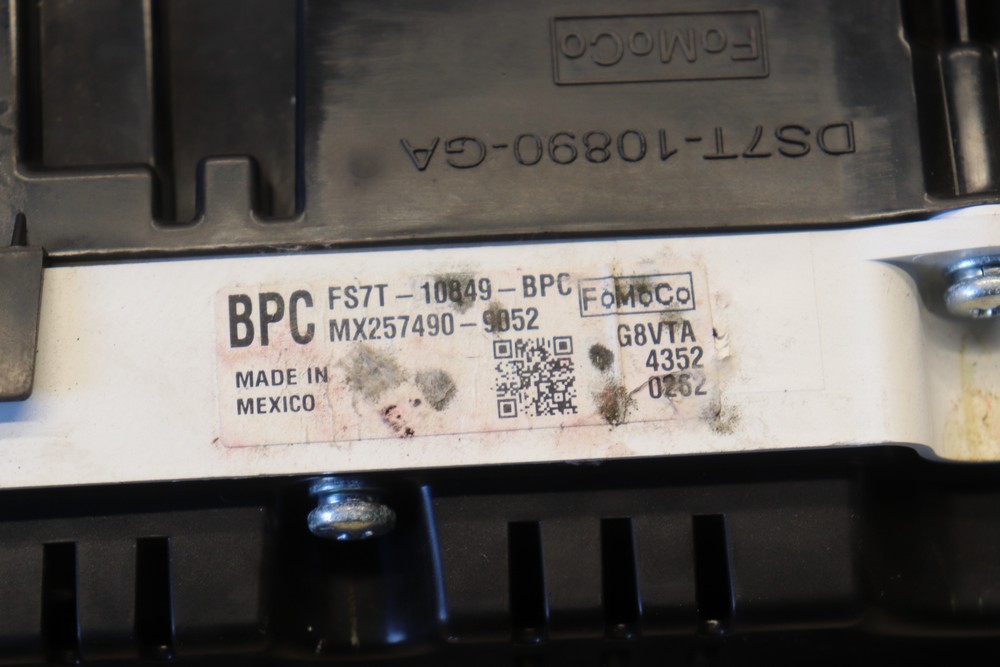 FoMoCo
DS7T-10890-GA
BPC
FS7T-10849-BPC
FoMoCo
MX257490-9052
G8VTA
MADE IN
MEXICO
4352
0262